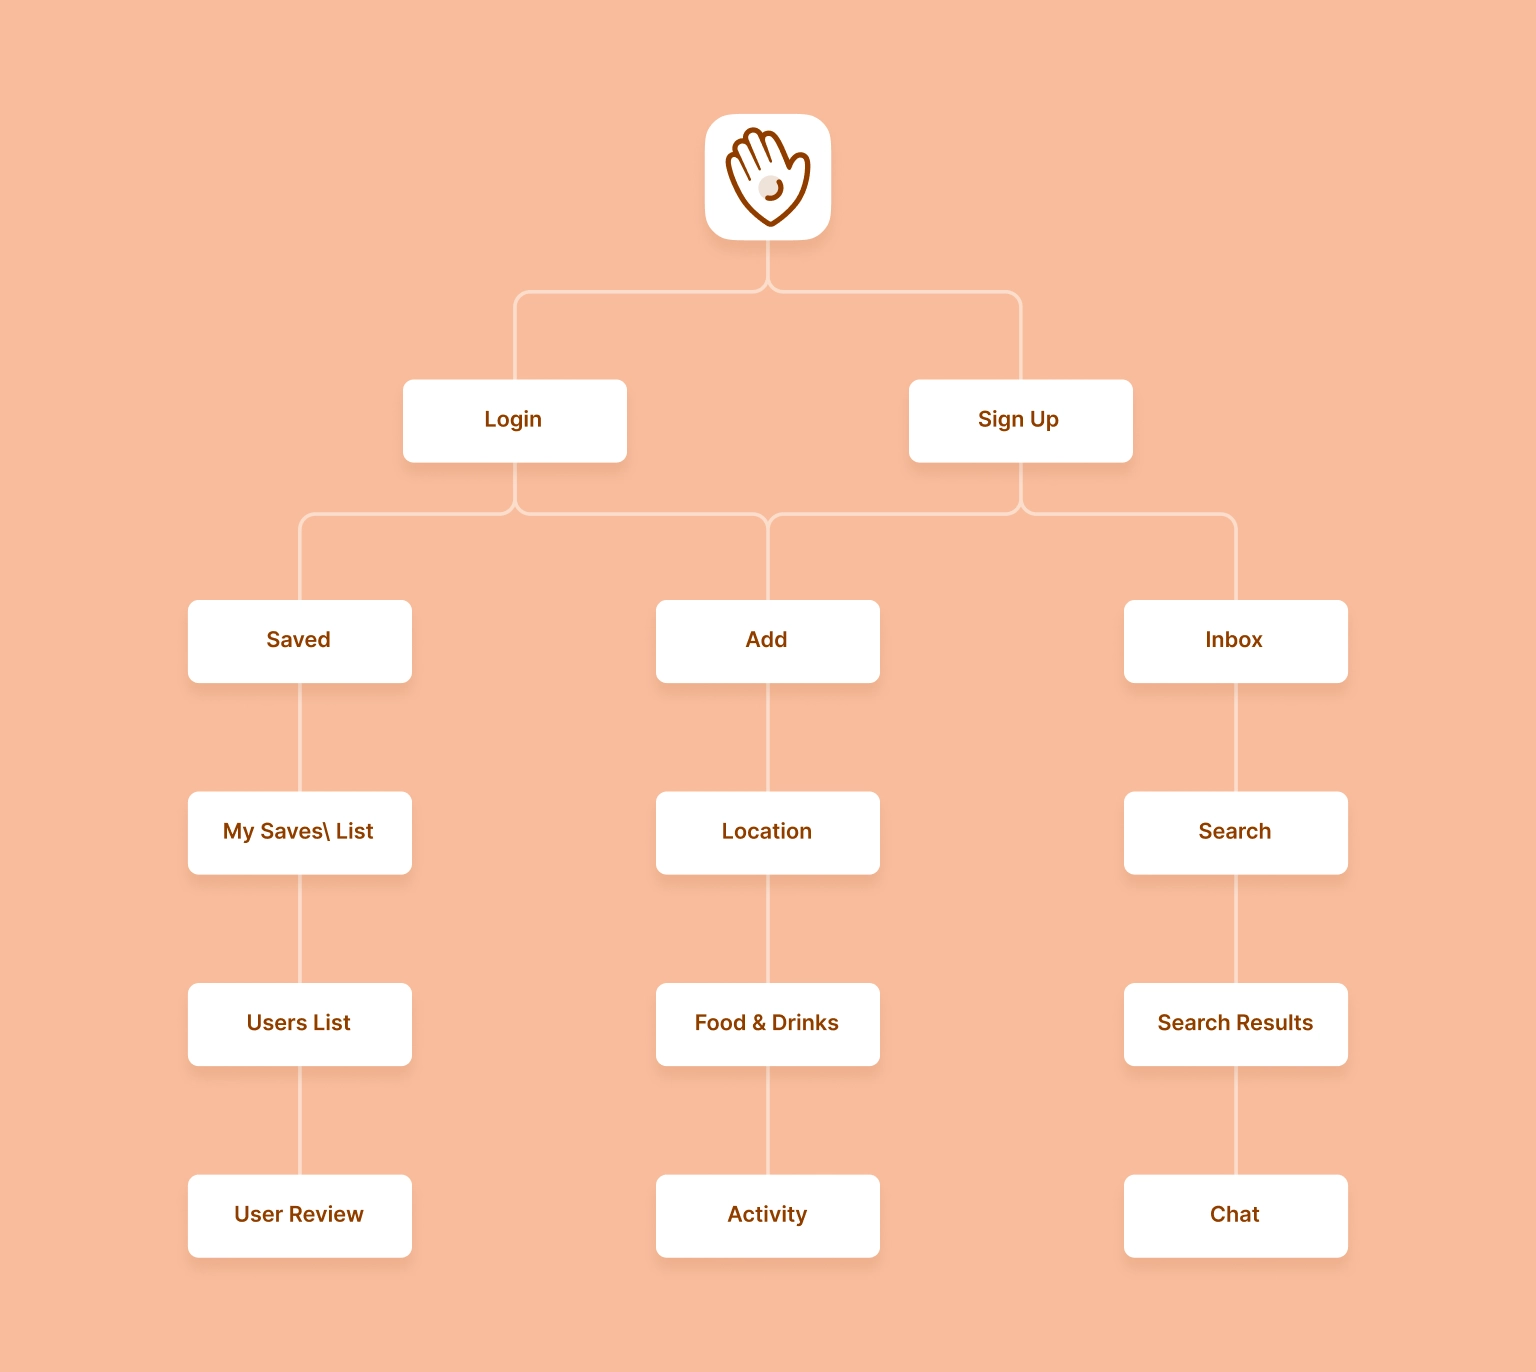 Login
Sign Up
Saved
Add
Inbox
My Saves\ List
Location
Search
Users List
Food & Drinks
Search Results
User Review
Activity
Chat